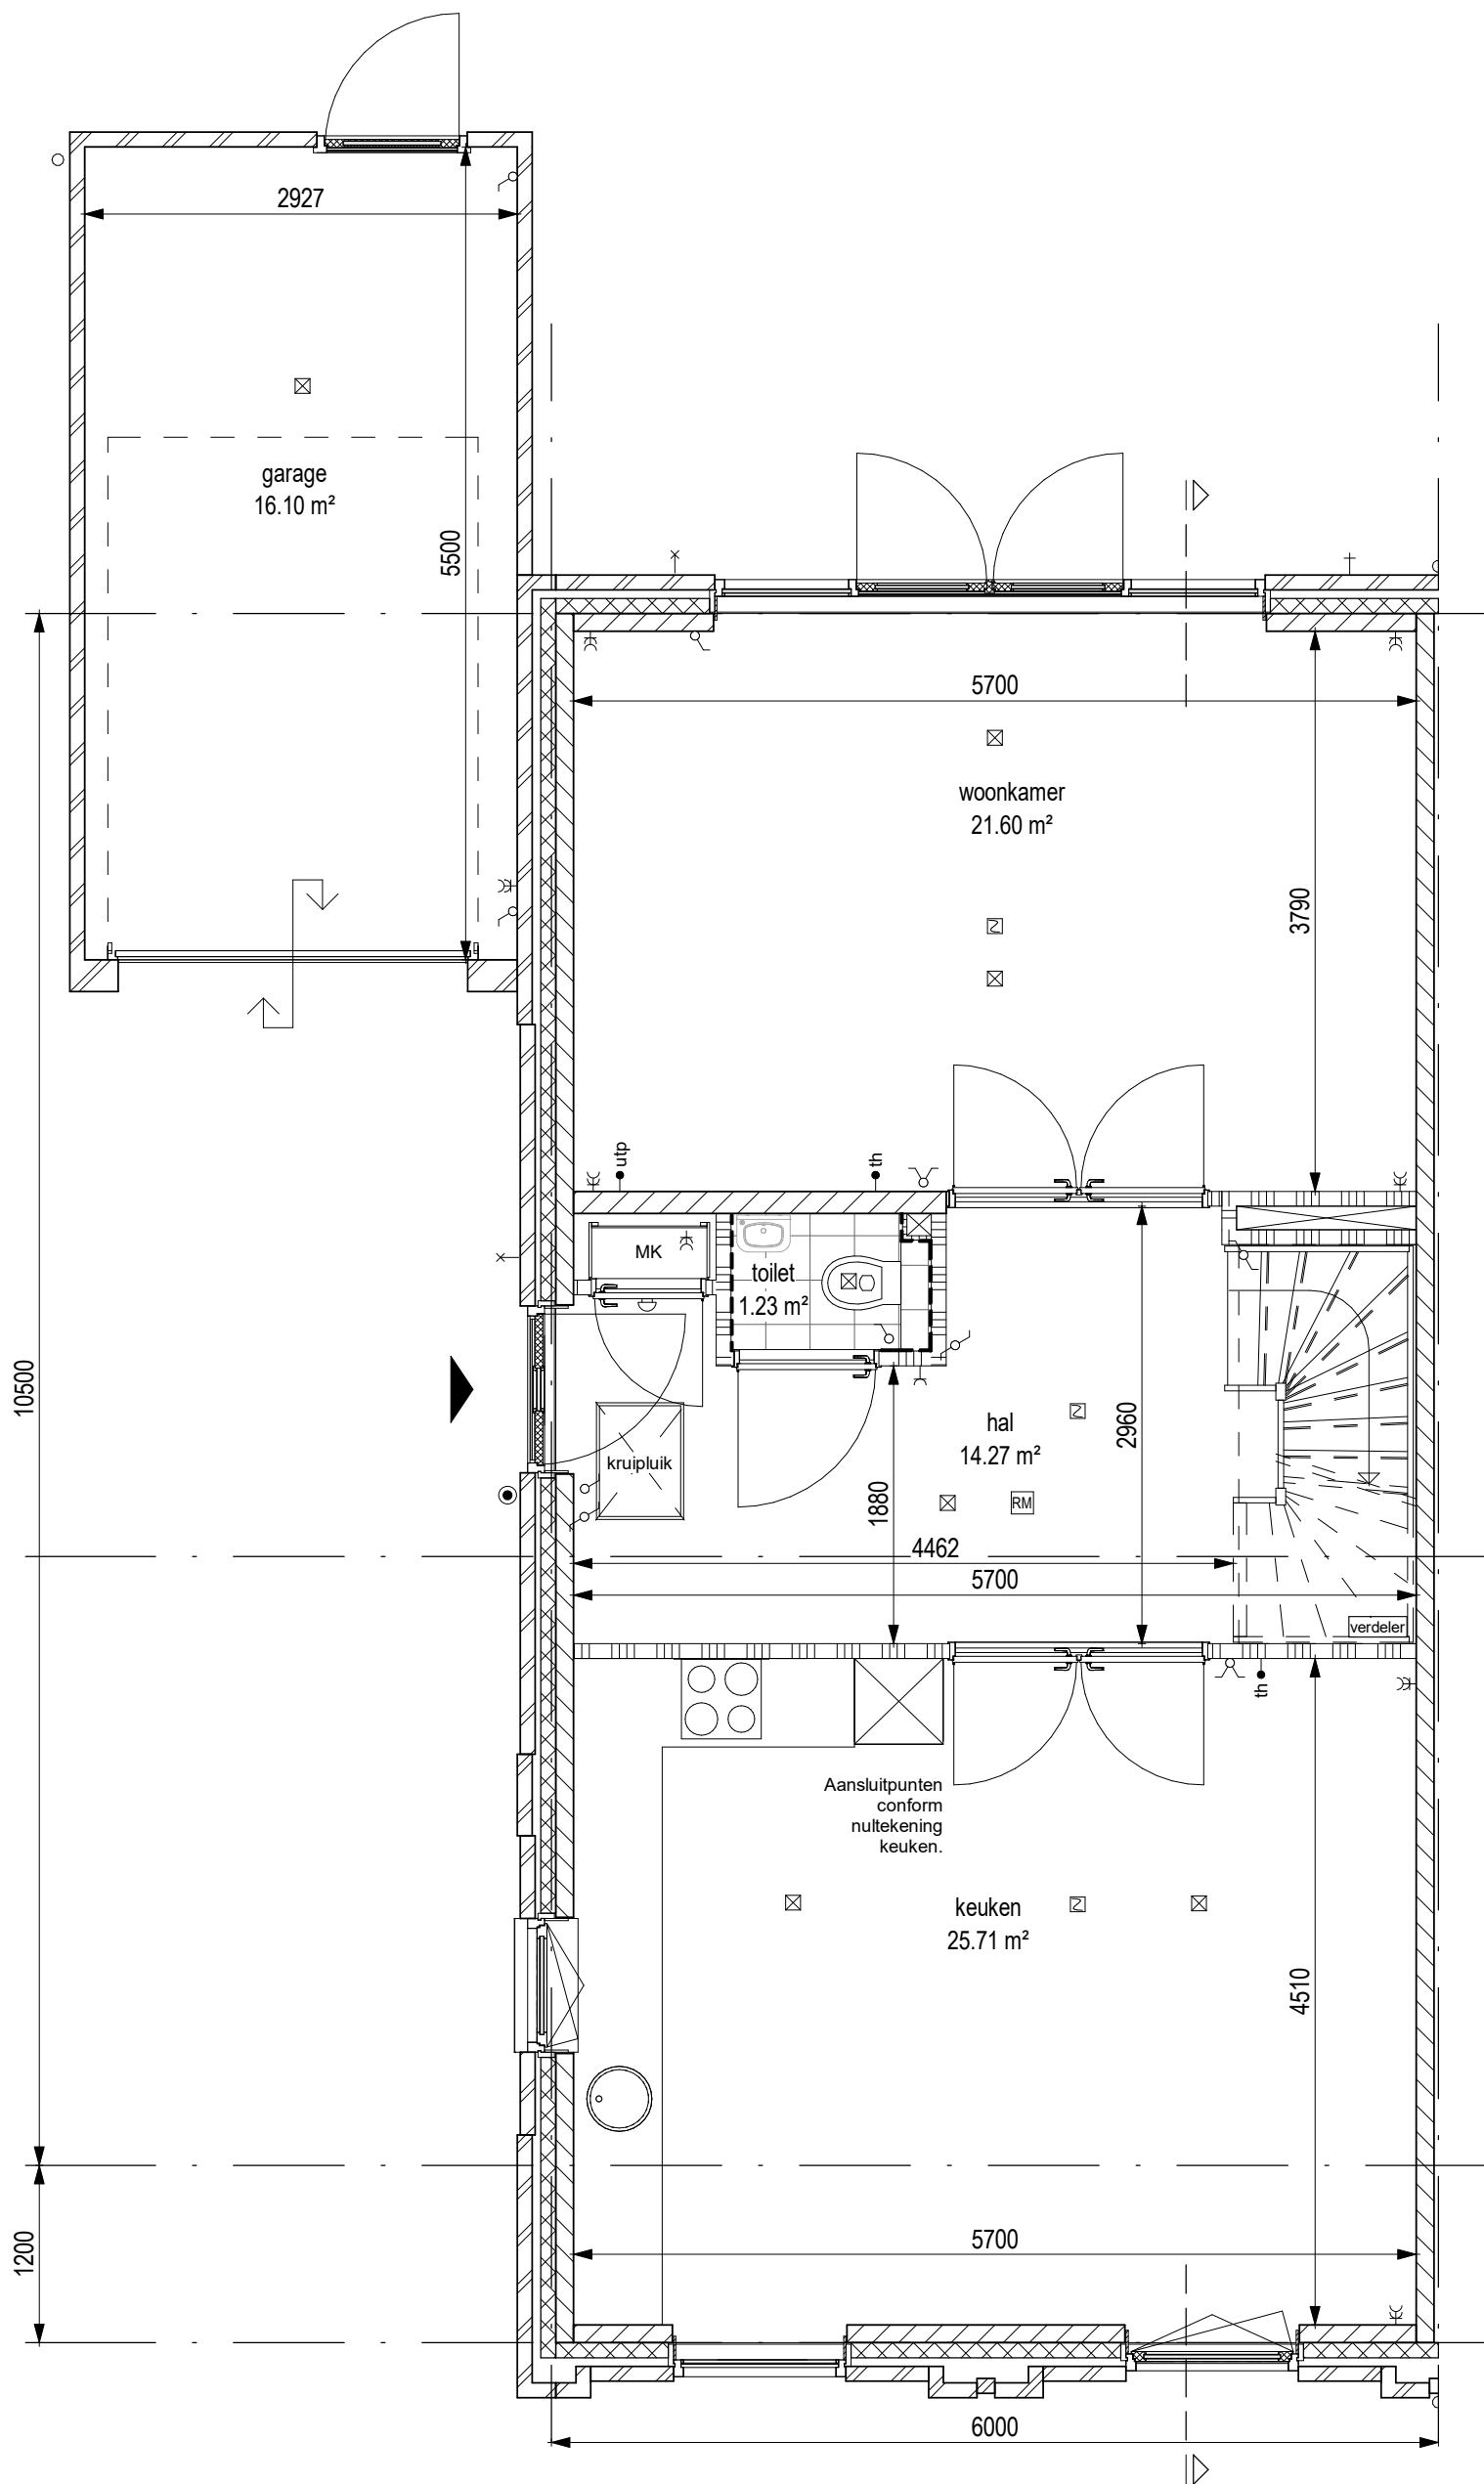 2927
garage
16.10 m²
5500
5700
woonkamer
21.60 m²
3790
utp
th
MK
toilet
1.23 m²
10500
hal
14.27 m²
2960
kruipluik
1880
RM
4462
5700
verdeler
th
Aansluitpunten
conform
nultekening
keuken.
keuken
25.71 m²
4510
1200
5700
6000